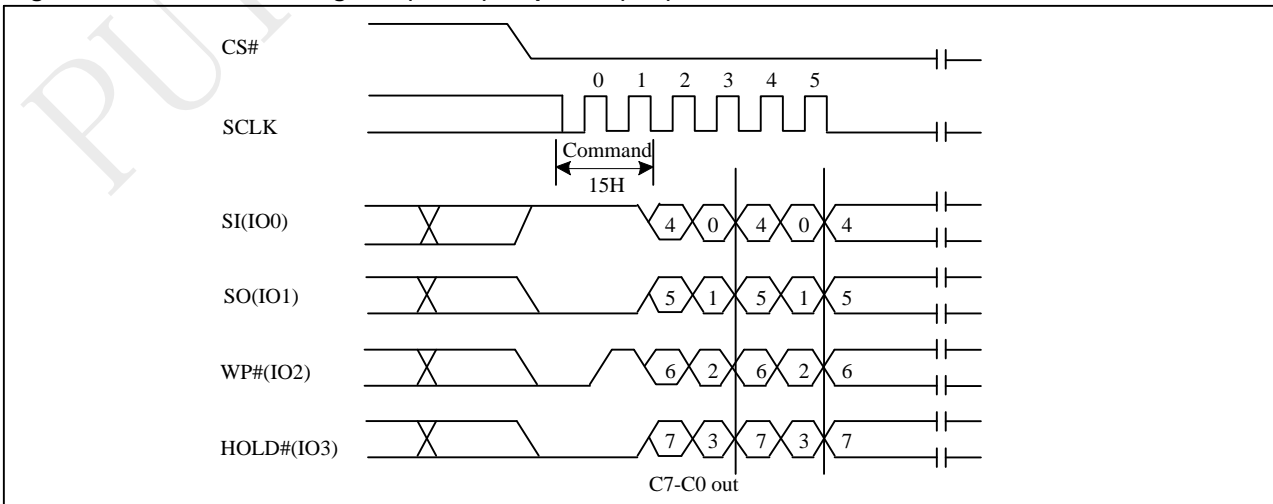 CS#
0 1 2 3 4 5
SCLK
Command
15H
SI(IO0) 4 0 4 0 4
SO(IO1) 5 1 5 1 5
WP#(IO2) 6 2 6 2 6
HOLD#(IO3) 7 3 7 3 7
C7-C0 out